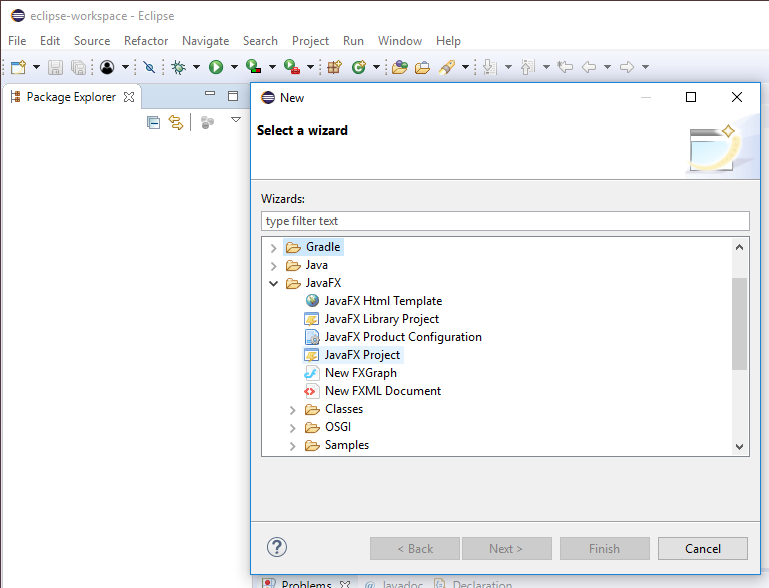 eclipse-workspace - Eclipse
File Edit Source Refactor Navigate Search Project Run Window Help
Package Explorer
New
Select a wizard
Wizards:
type filter text
Gradle
Java
JavaFX
JavaFX Html Template
JavaFX Library Project
JavaFX Product Configuration
JavaFX Project
New FXGraph
New FXML Document
Classes
OSGI
Samples
?
< Back Next > Finish Cancel
Problems @ Javadoc Declaration